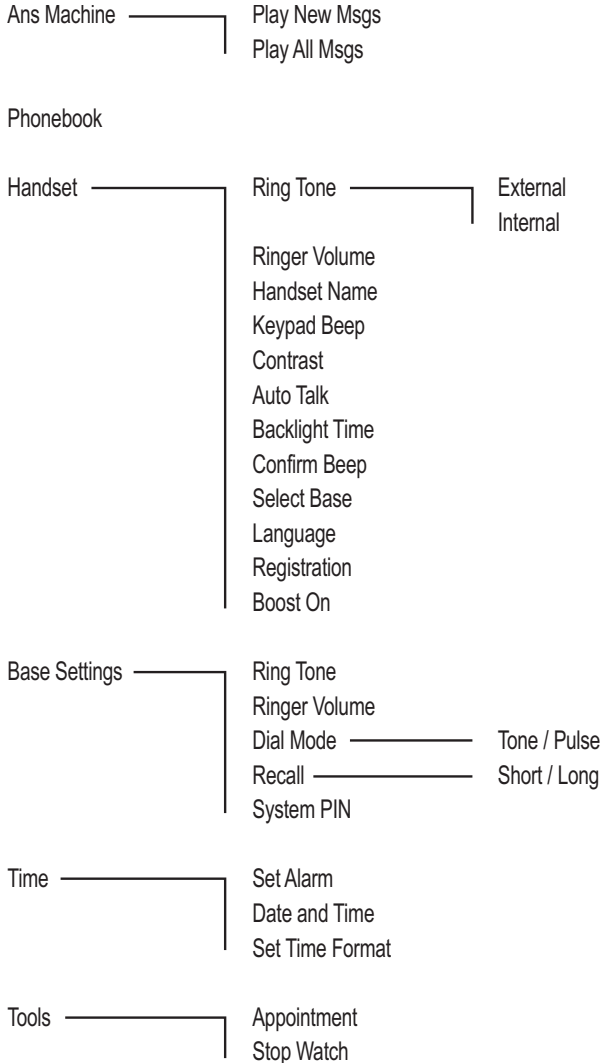 Ans Machine Play New Msgs
Play All Msgs
Phonebook
Handset Ring Tone External
Internal
Ringer Volume
Handset Name
Keypad Beep
Contrast
Auto Talk
Backlight Time
Confirm Beep
Select Base
Language
Registration
Boost On
Base Settings Ring Tone
Ringer Volume
Dial Mode Tone / Pulse
Recall Short / Long
System PIN
Time Set Alarm
Date and Time
Set Time Format
Tools Appointment
Stop Watch